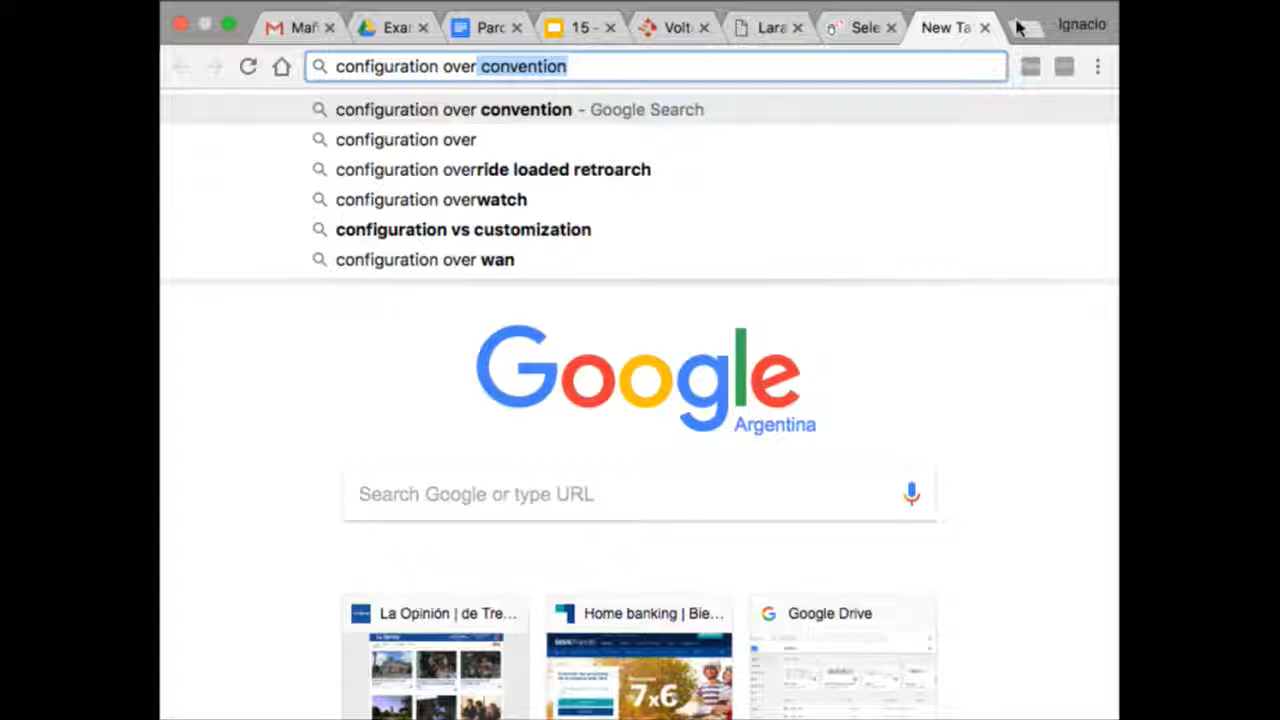 Mañ Exar Parc 15 - Volt Lara Sele New Ta Ignacio
configuration over convention
configuration over convention - Google Search
configuration over
configuration override loaded retroarch
configuration overwatch
configuration vs customization
configuration over wan
Google
Argentina
Search Google or type URL
La Opinión | de Tre... Home banking | Bie... Google Drive
7x6